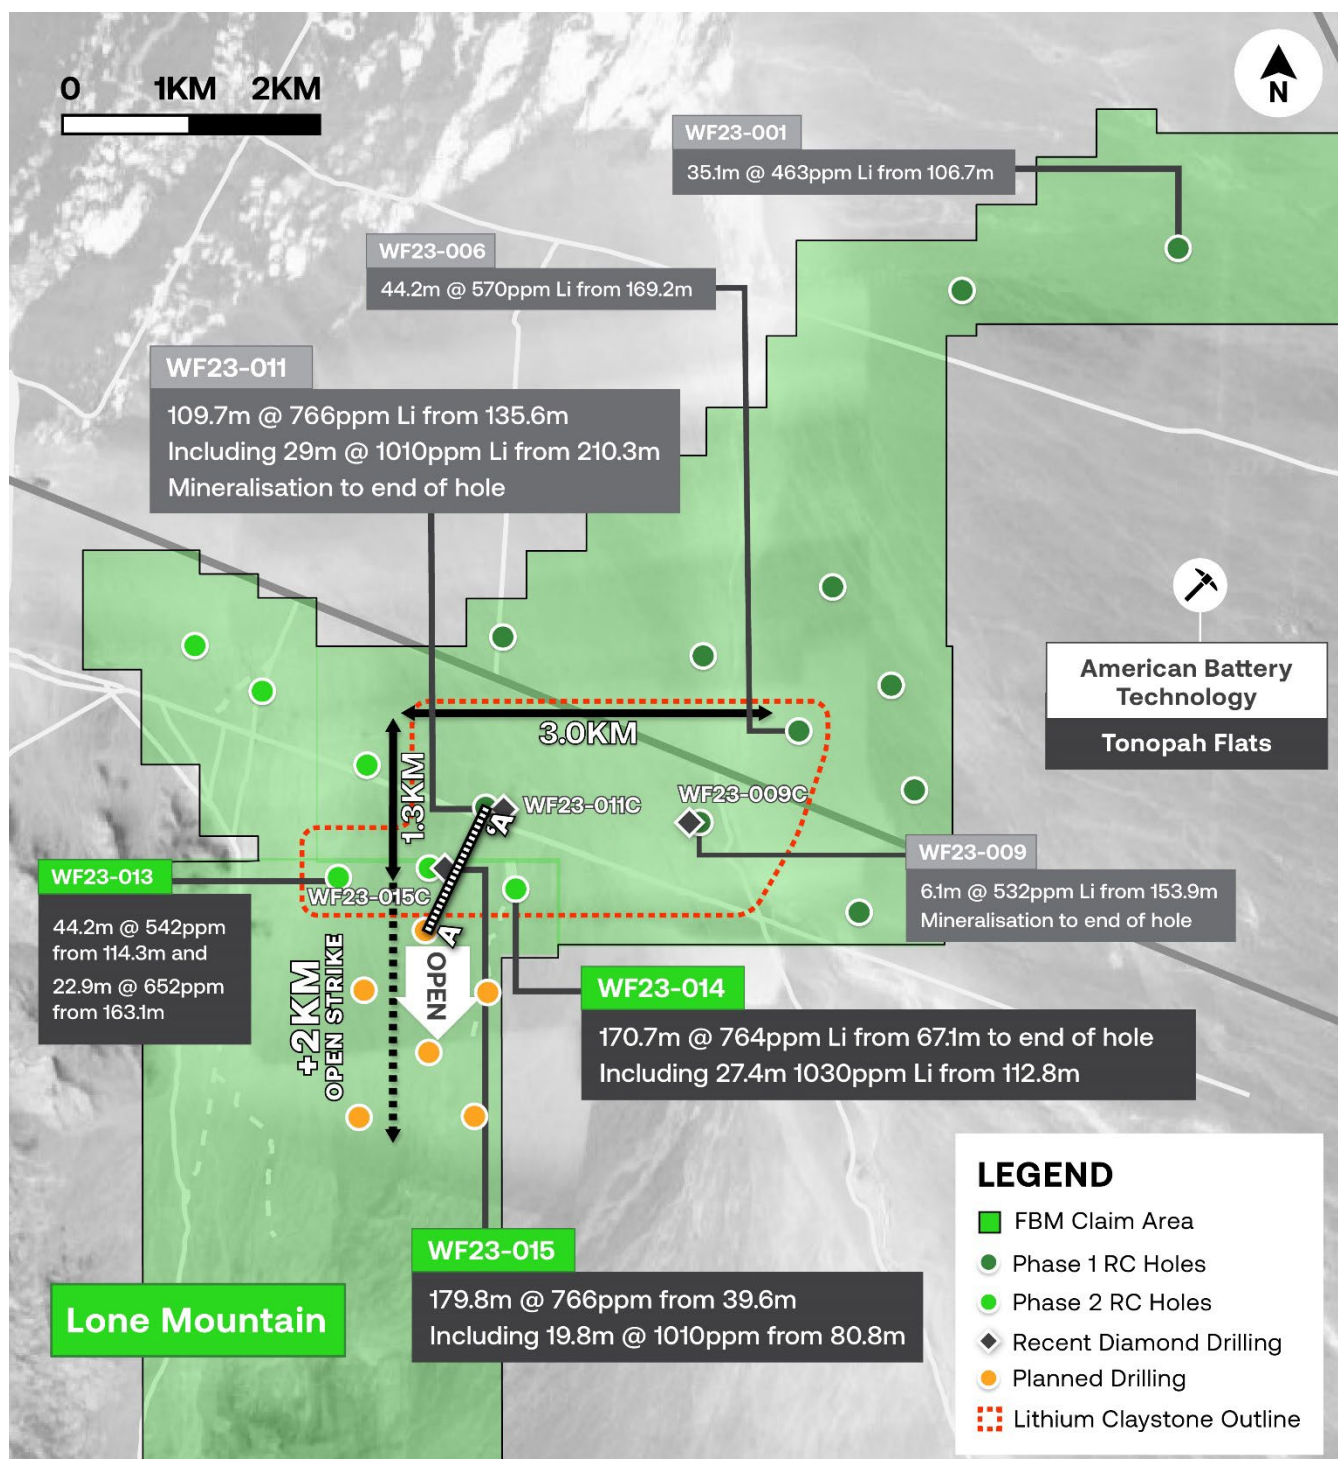 0 1KM 2KM
N
WF23-001
35.1m @ 463ppm Li from 106.7m
WF23-006
44.2m @ 570ppm Li from 169.2m
WF23-011
109.7m @ 766ppm Li from 135.6m
Including 29m @ 1010ppm Li from 210.3m
Mineralisation to end of hole
American Battery
Technology
Tonopah Flats
3.0KM
1.3KM
WF23-011C
WF23-009C
'A
WF23-009
6.1m @ 532ppm Li from 153.9m
Mineralisation to end of hole
WF23-013
44.2m @ 542ppm
from 114.3m and
22.9m @ 652ppm
from 163.1m
WF23-015C
A
OPEN
+2KM
OPEN STRIKE
WF23-014
170.7m @ 764ppm Li from 67.1m to end of hole
Including 27.4m 1030ppm Li from 112.8m
WF23-015
179.8m @ 766ppm from 39.6m
Including 19.8m @ 1010ppm from 80.8m
Lone Mountain
LEGEND
FBM Claim Area
Phase 1 RC Holes
Phase 2 RC Holes
Recent Diamond Drilling
Planned Drilling
Lithium Claystone Outline